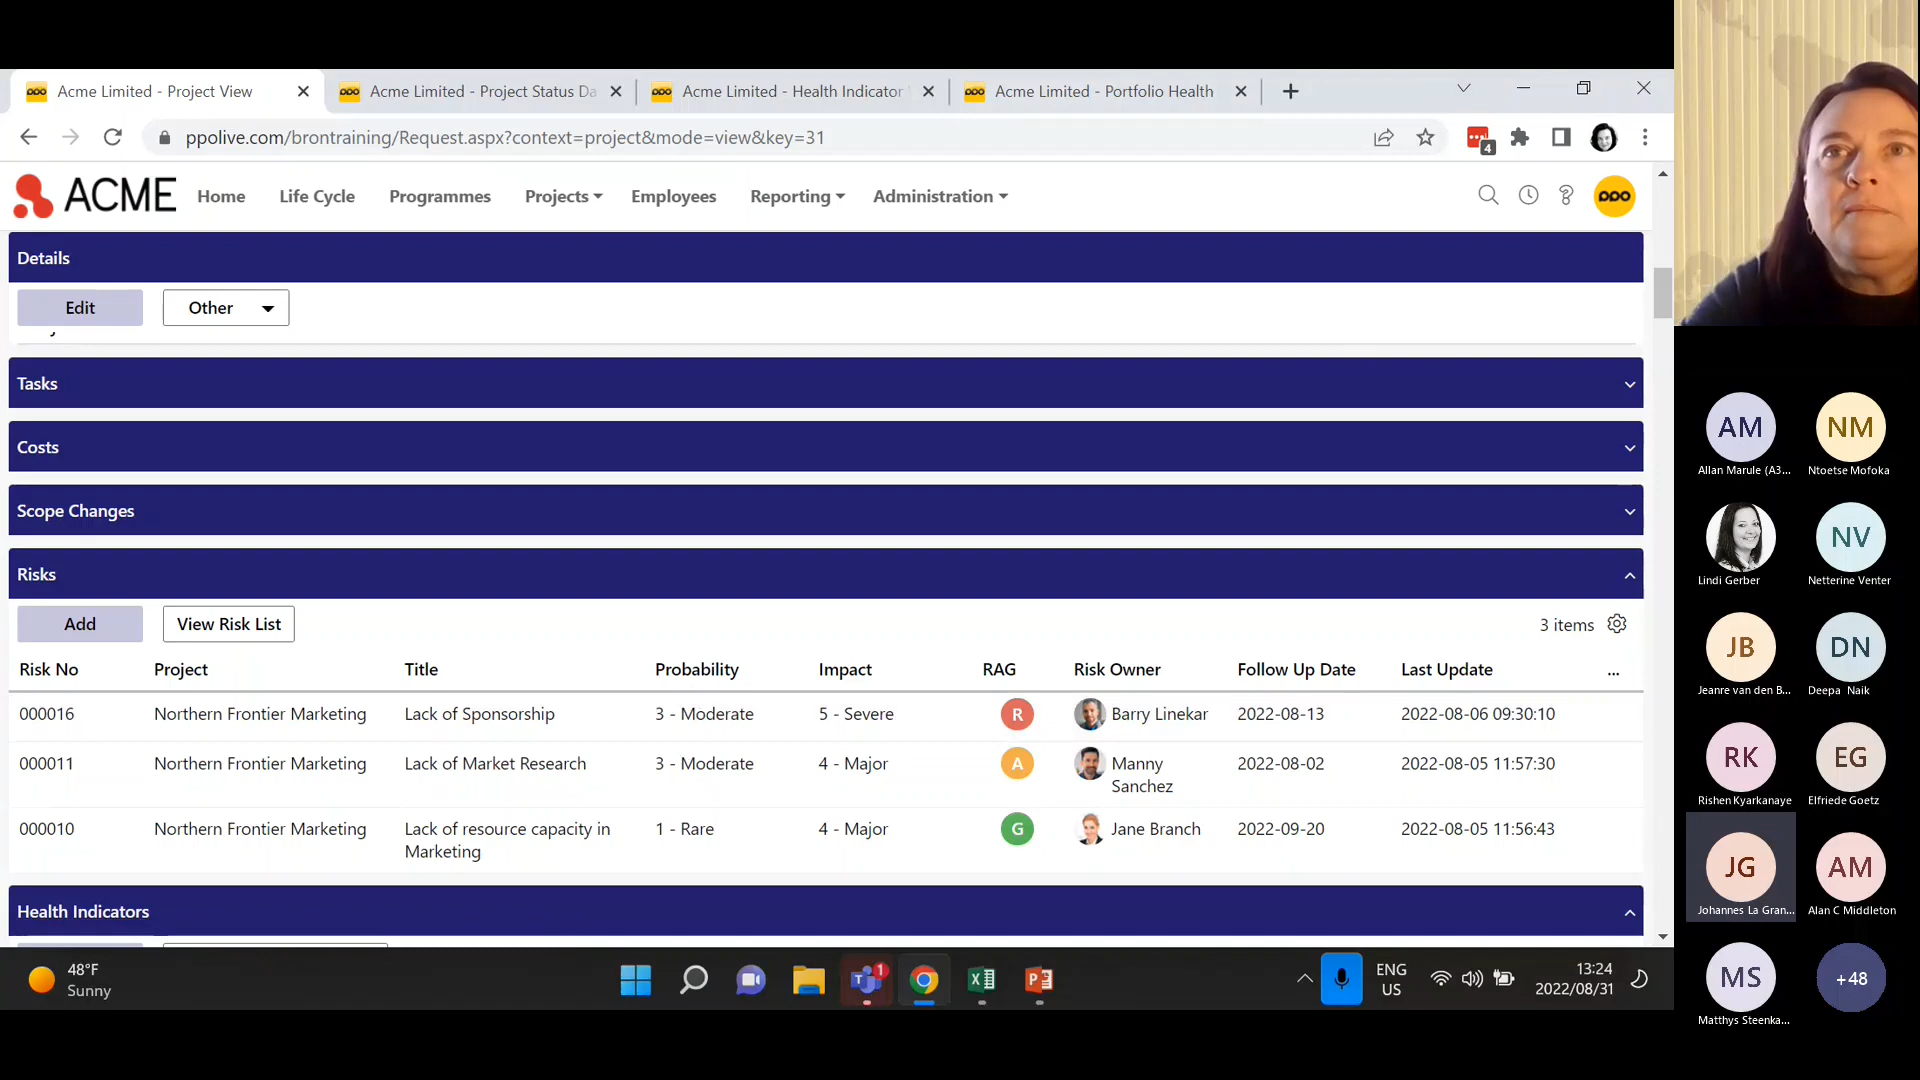 Acme Limited - Project View
Acme Limited - Project Status Da
Acme Limited - Health Indicator
Acme Limited - Portfolio Health
ppolive.com/brontraining/Request.aspx?context=project&mode=view&key=31
4
ACME
Home
Life Cycle
Programmes
Projects
Employees
Reporting
Administration
ppo
Details
Edit
Other
Tasks
Costs
Scope Changes
Risks
Add
View Risk List
3 items
Risk No Project Title Probability Impact RAG Risk Owner Follow Up Date Last Update ...
000016 Northern Frontier Marketing Lack of Sponsorship 3 - Moderate 5 - Severe R Barry Linekar 2022-08-13 2022-08-06 09:30:10
000011 Northern Frontier Marketing Lack of Market Research 3 - Moderate 4 - Major A Manny Sanchez 2022-08-02 2022-08-05 11:57:30
000010 Northern Frontier Marketing Lack of resource capacity in Marketing 1 - Rare 4 - Major G Jane Branch 2022-09-20 2022-08-05 11:56:43
Health Indicators
48°F
Sunny
1
ENG
US
13:24
2022/08/31
AM
Allan Marule (A3...
NM
Ntoetse Mofoka
Lindi Gerber
NV
Netterine Venter
JB
Jeanre van den B...
DN
Deepa Naik
RK
Rishen Kyarkanaye
EG
Elfriede Goetz
JG
Johannes La Gran...
AM
Alan C Middleton
MS
Matthys Steenka...
+48